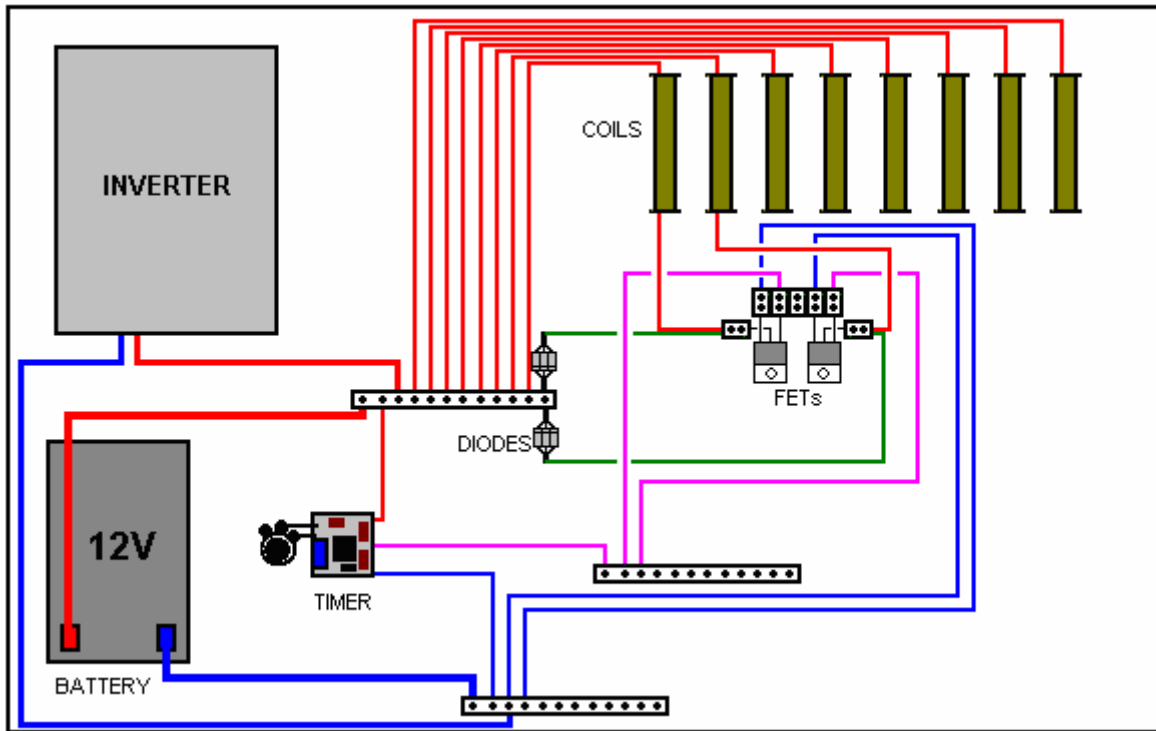 INVERTER
COILS
FETs
DIODES
12V
TIMER
BATTERY